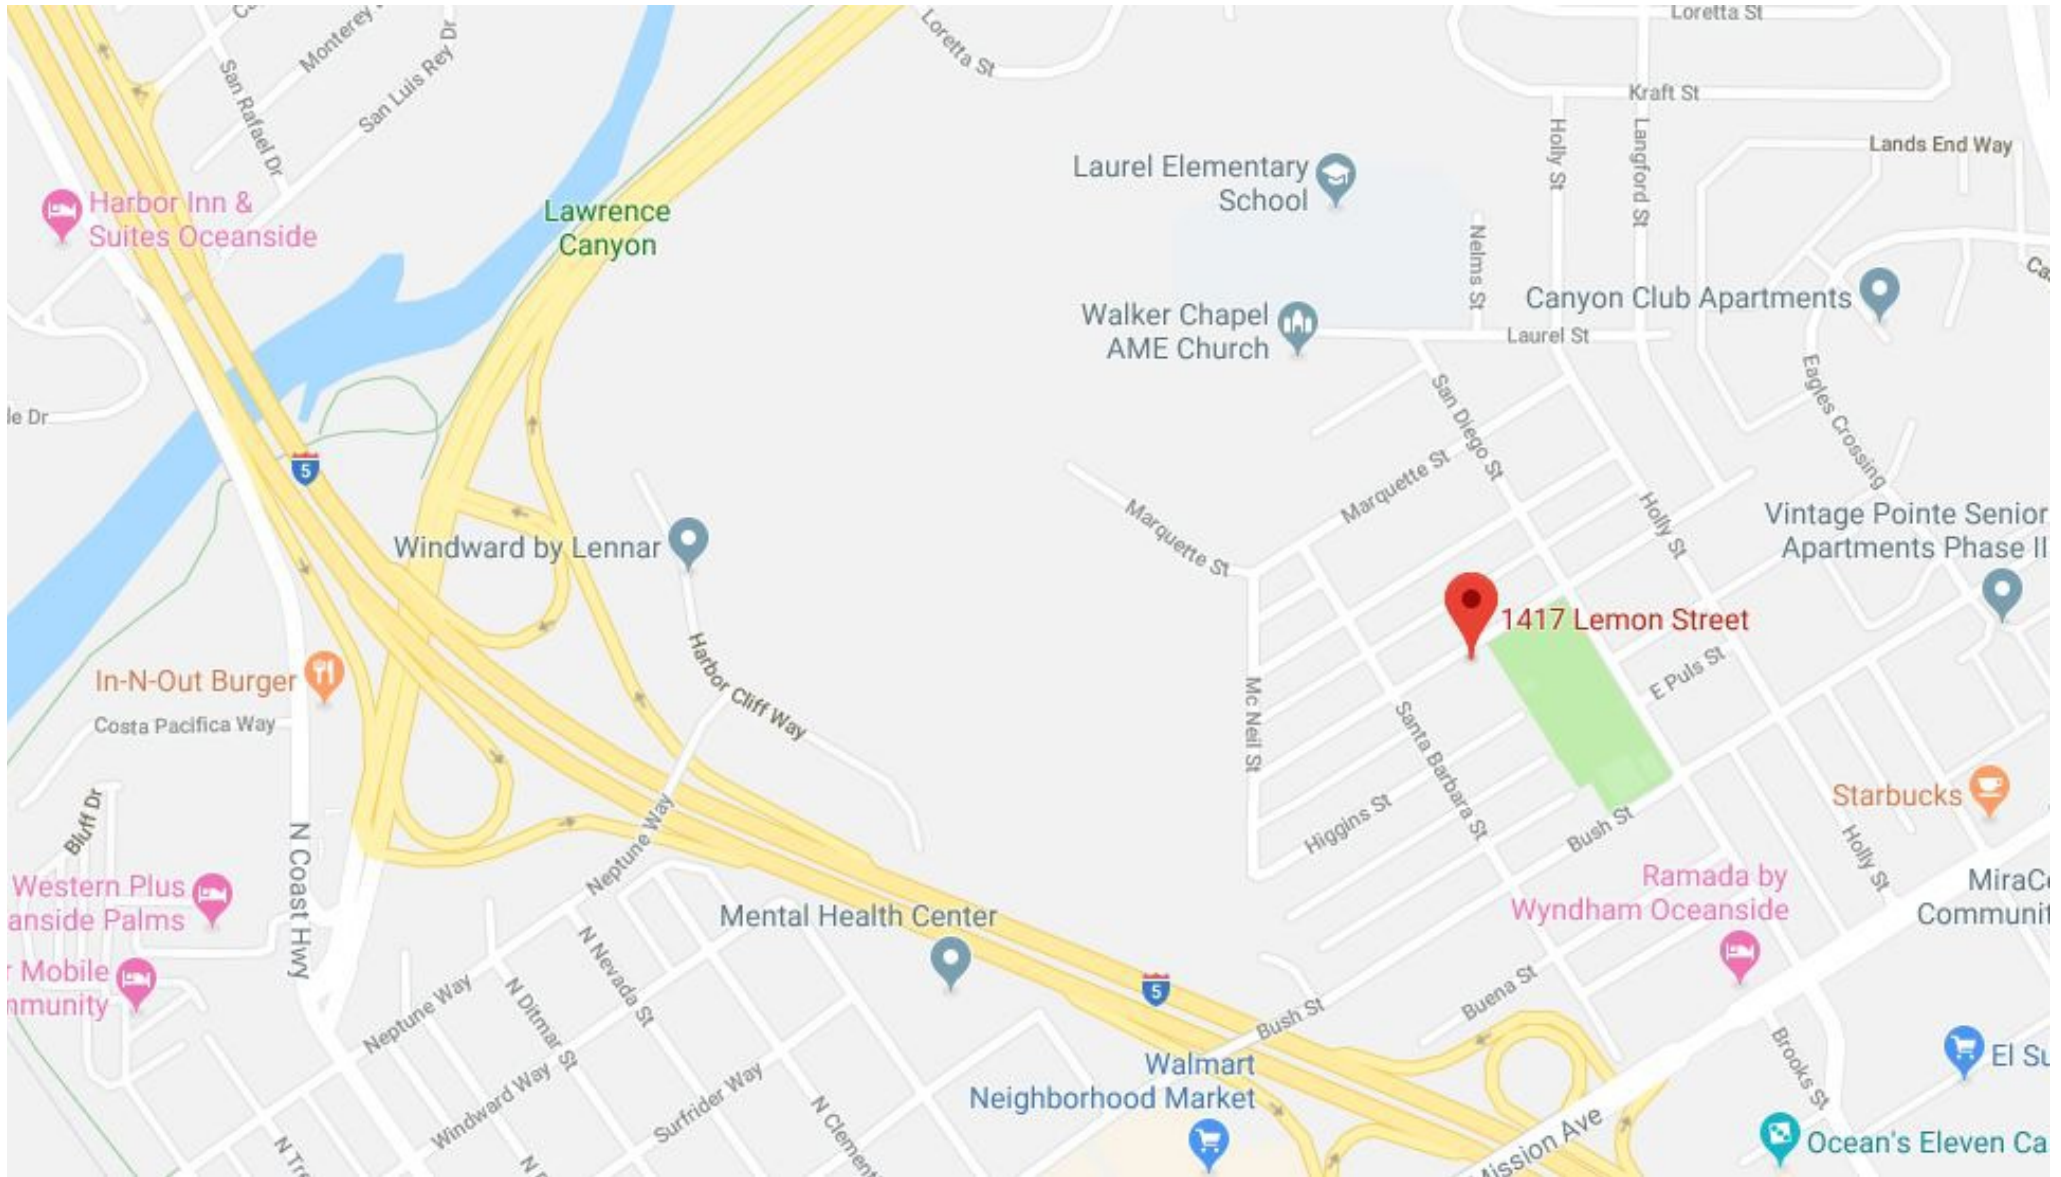 Loretta St
Loretta St
Monterey
San Luis Rey Dr
San Rafael Dr
Kraft St
Lands End Way
Holly St
Langford St
Laurel Elementary
School
Harbor Inn &
Suites Oceanside
Lawrence
Canyon
Nelms St
Canyon Club Apartments
Walker Chapel
AME Church
Laurel St
le Dr
San Diego St
Eagles Crossing
5
Marquette St
Marquette St
Holly St
Vintage Pointe Senior
Apartments Phase II
Windward by Lennar
1417 Lemon Street
Harbor Cliff Way
E Puls St
In-N-Out Burger
Costa Pacifica Way
Mc Neil St
Santa Barbara St
Bluff Dr
N Coast Hwy
Neptune Way
Higgins St
Bush St
Starbucks
Holly St
Western Plus
anside Palms
Mental Health Center
Ramada by
Wyndham Oceanside
MiraC
Communit
r Mobile
mmunity
N Nevada St
N Ditmar St
Neptune Way
5
Buena St
Bush St
Walmart
Neighborhood Market
Brooks St
El Su
Windward Way
Surfrider Way
N Clement
Mission Ave
Ocean's Eleven Ca
N Tre